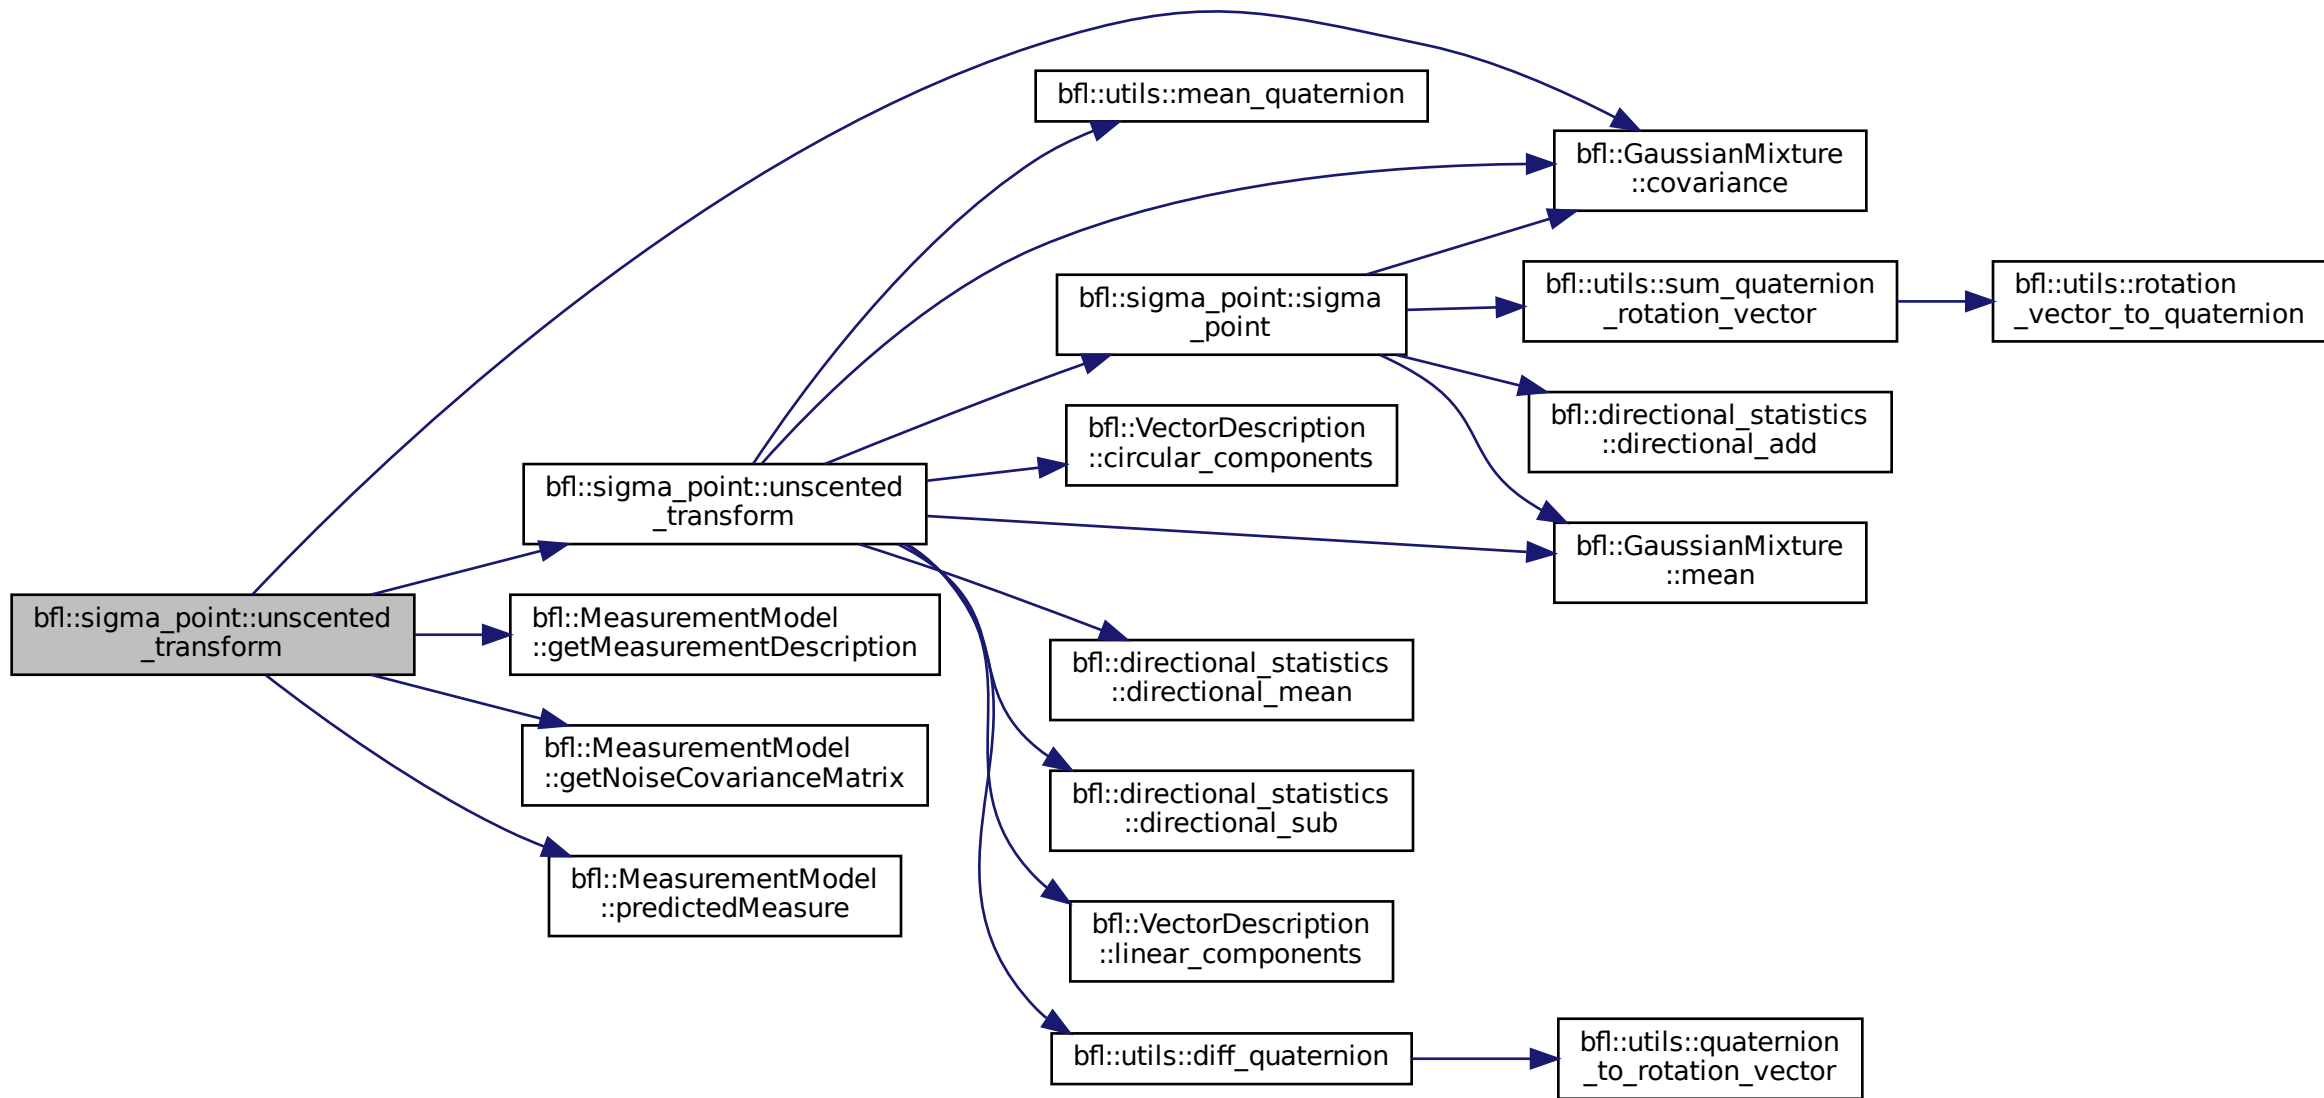 bfl::utils::mean_quaternion
bfl::GaussianMixture
::covariance
bfl::sigma_point::sigma
_point
bfl::utils::sum_quaternion
_rotation_vector
bfl::utils::rotation
_vector_to_quaternion
bfl::VectorDescription
::circular_components
bfl::directional_statistics
::directional_add
bfl::sigma_point::unscented
_transform
bfl::GaussianMixture
::mean
bfl::sigma_point::unscented
_transform
bfl::MeasurementModel
::getMeasurementDescription
bfl::directional_statistics
::directional_mean
bfl::MeasurementModel
::getNoiseCovarianceMatrix
bfl::directional_statistics
::directional_sub
bfl::MeasurementModel
::predictedMeasure
bfl::VectorDescription
::linear_components
bfl::utils::diff_quaternion
bfl::utils::quaternion
_to_rotation_vector